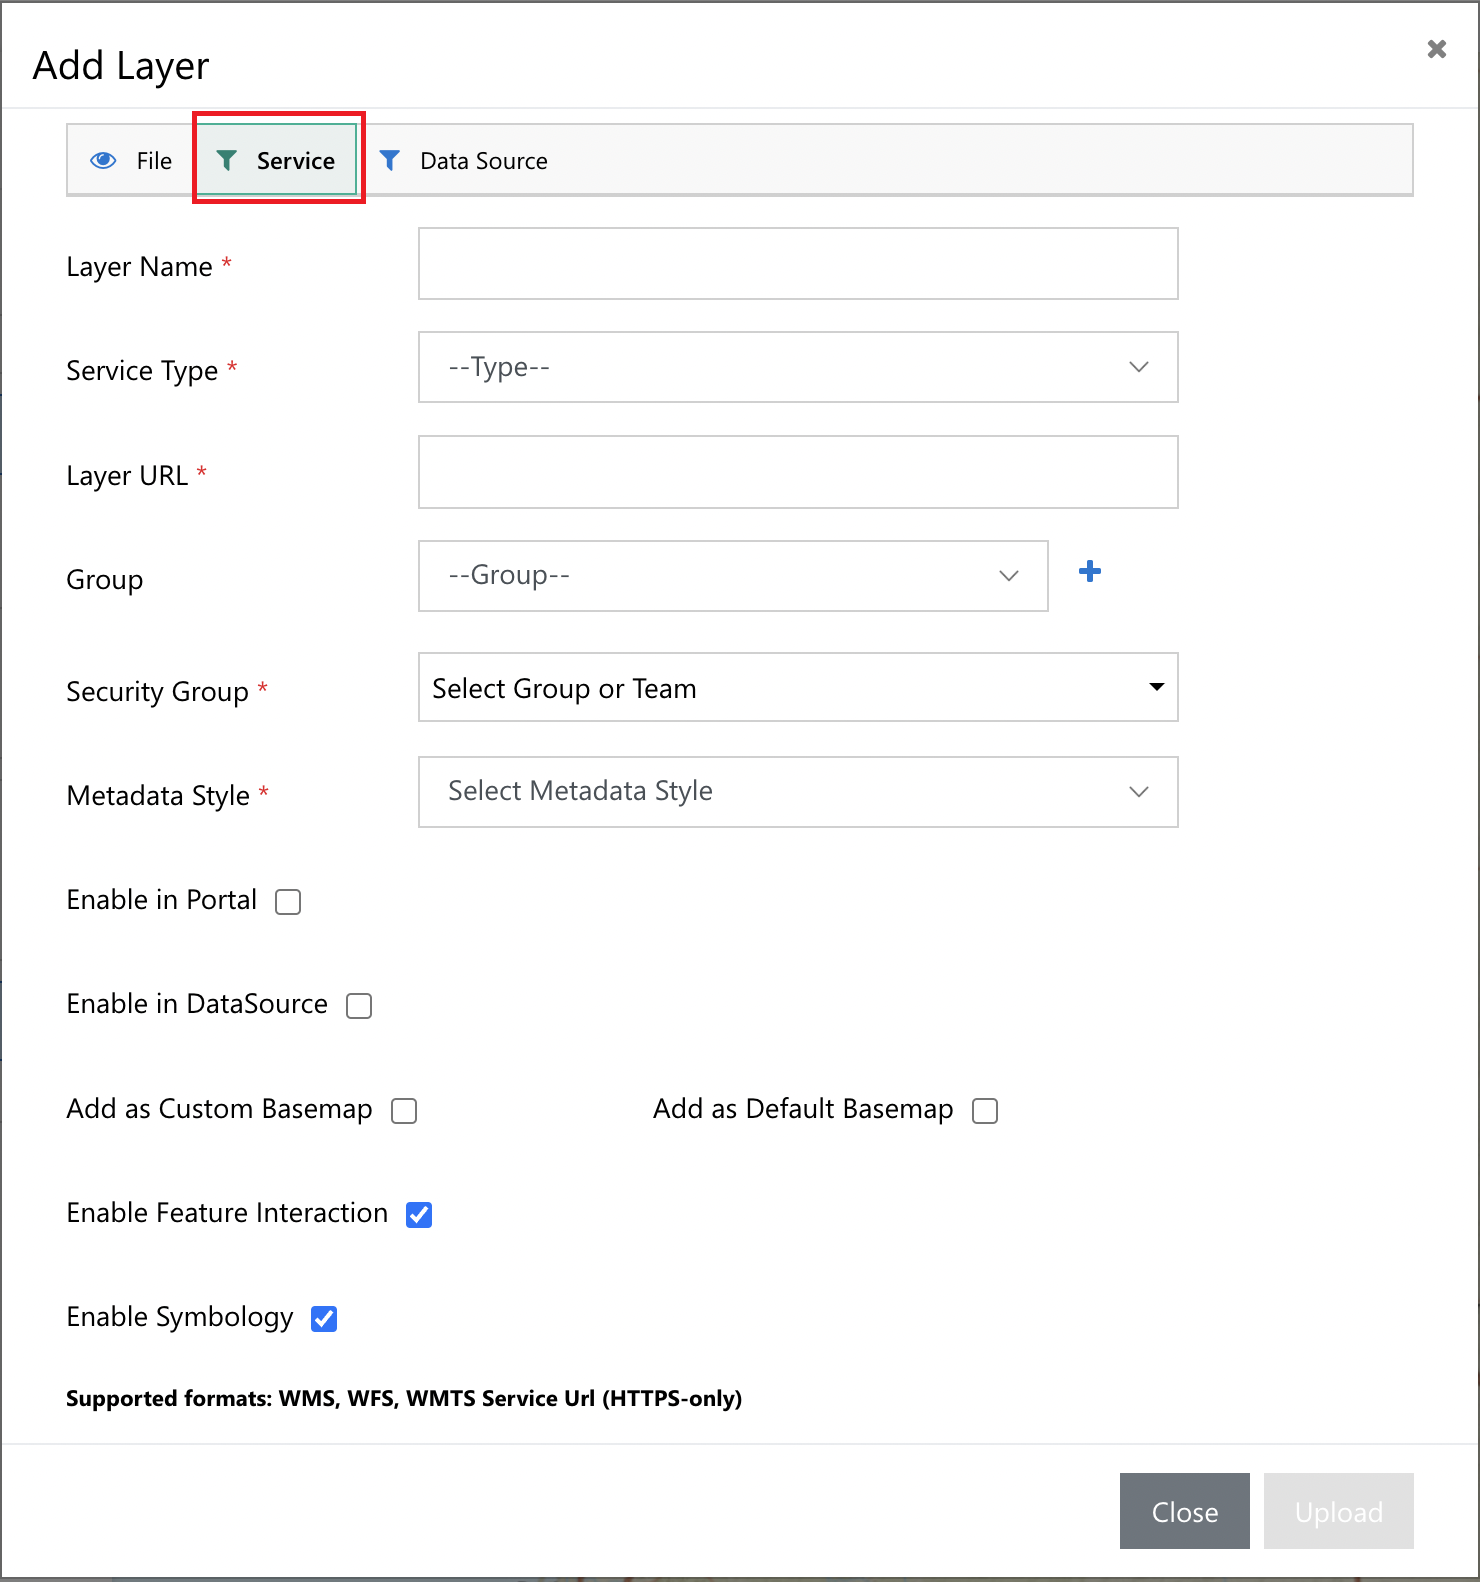 Add Layer
File Service Data Source
Layer Name *
Service Type * --Type--
Layer URL *
Group --Group--
Security Group * Select Group or Team
Metadata Style * Select Metadata Style
Enable in Portal
Enable in DataSource
Add as Custom Basemap Add as Default Basemap
Enable Feature Interaction
Enable Symbology
Supported formats: WMS, WFS, WMTS Service Url (HTTPS-only)
Close Upload